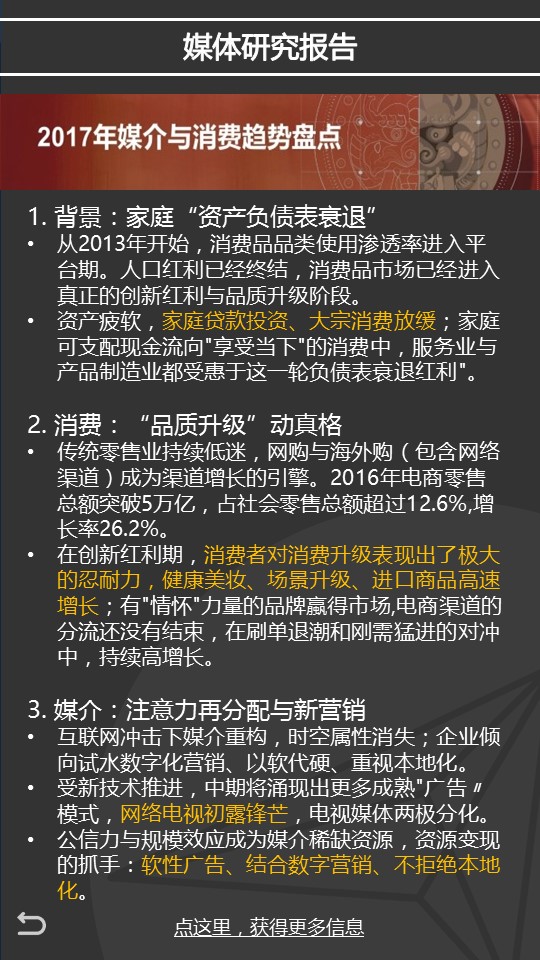 媒体研究报告
2017年媒介与消费趋势盘点
1. 背景：家庭“资产负债表衰退”
• 从2013年开始，消费品品类使用渗透率进入平
台期。人口红利已经终结，消费品市场已经进入
真正的创新红利与品质升级阶段。
• 资产疲软，家庭贷款投资、大宗消费放缓；家庭
可支配现金流向"享受当下"的消费中，服务业与
产品制造业都受惠于这一轮负债表衰退红利"。
2. 消费：“品质升级”动真格
• 传统零售业持续低迷，网购与海外购（包含网络
渠道）成为渠道增长的引擎。2016年电商零售
总额突破5万亿，占社会零售总额超过12.6%,增
长率26.2%。
• 在创新红利期，消费者对消费升级表现出了极大
的忍耐力，健康美妆、场景升级、进口商品高速
增长；有"情怀"力量的品牌赢得市场,电商渠道的
分流还没有结束，在刷单退潮和刚需猛进的对冲
中，持续高增长。
3. 媒介：注意力再分配与新营销
• 互联网冲击下媒介重构，时空属性消失；企业倾
向试水数字化营销、以软代硬、重视本地化。
• 受新技术推进，中期将涌现出更多成熟"广告〃
模式，网络电视初露锋芒，电视媒体两极分化。
• 公信力与规模效应成为媒介稀缺资源，资源变现
的抓手：软性广告、结合数字营销、不拒绝本地
化。
点这里，获得更多信息